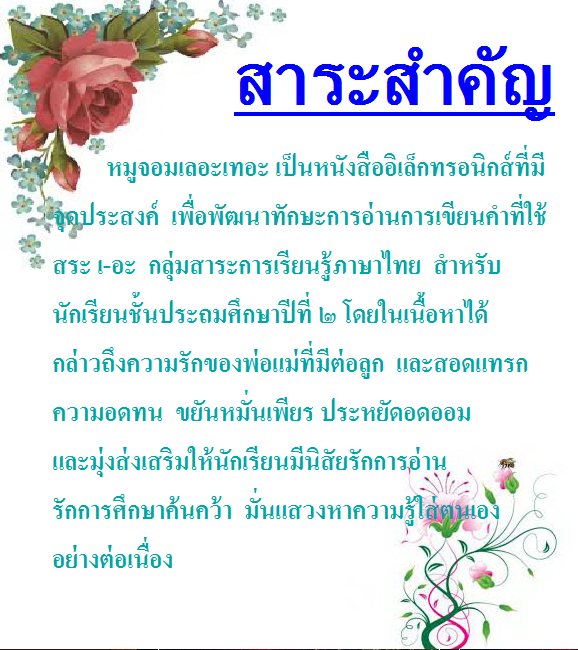 สาระสำคัญ
หมูจอมเลอะเทอะ เป็นหนังสืออิเล็กทรอนิกส์ที่มี
จุดประสงค์ เพื่อพัฒนาทักษะการอ่านการเขียนคำที่ใช้
สระ เ-อะ กลุ่มสาระการเรียนรู้ภาษาไทย สำหรับ
นักเรียนชั้นประถมศึกษาปีที่ ๒ โดยในเนื้อหาได้
กล่าวถึงความรักของพ่อแม่ที่มีต่อลูก และสอดแทรก
ความอดทน ขยันหมั่นเพียร ประหยัดอดออม
และมุ่งส่งเสริมให้นักเรียนมีนิสัยรักการอ่าน
รักการศึกษาค้นคว้า มั่นแสวงหาความรู้ใส่ตนเอง
อย่างต่อเนื่อง